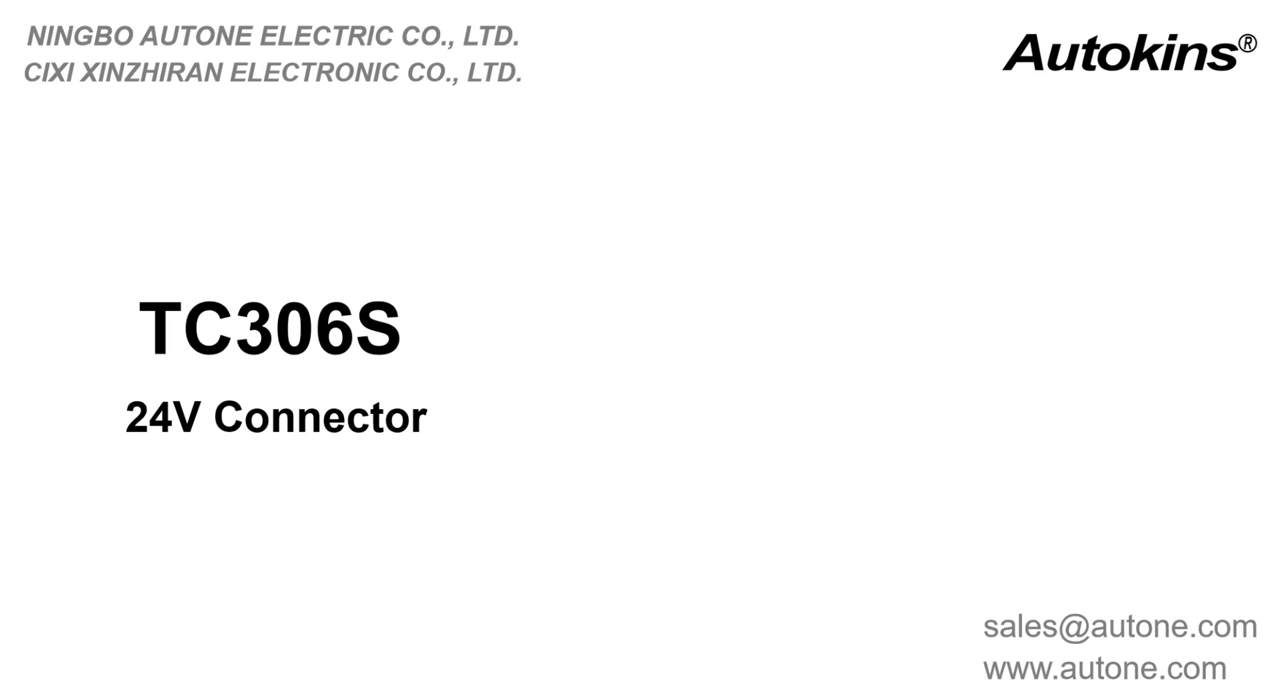 NINGBO AUTONE ELECTRIC CO., LTD.
CIXI XINZHIRAN ELECTRONIC CO., LTD.
Autokins®
TC306S
24V Connector
sales@autone.com
www.autone.com